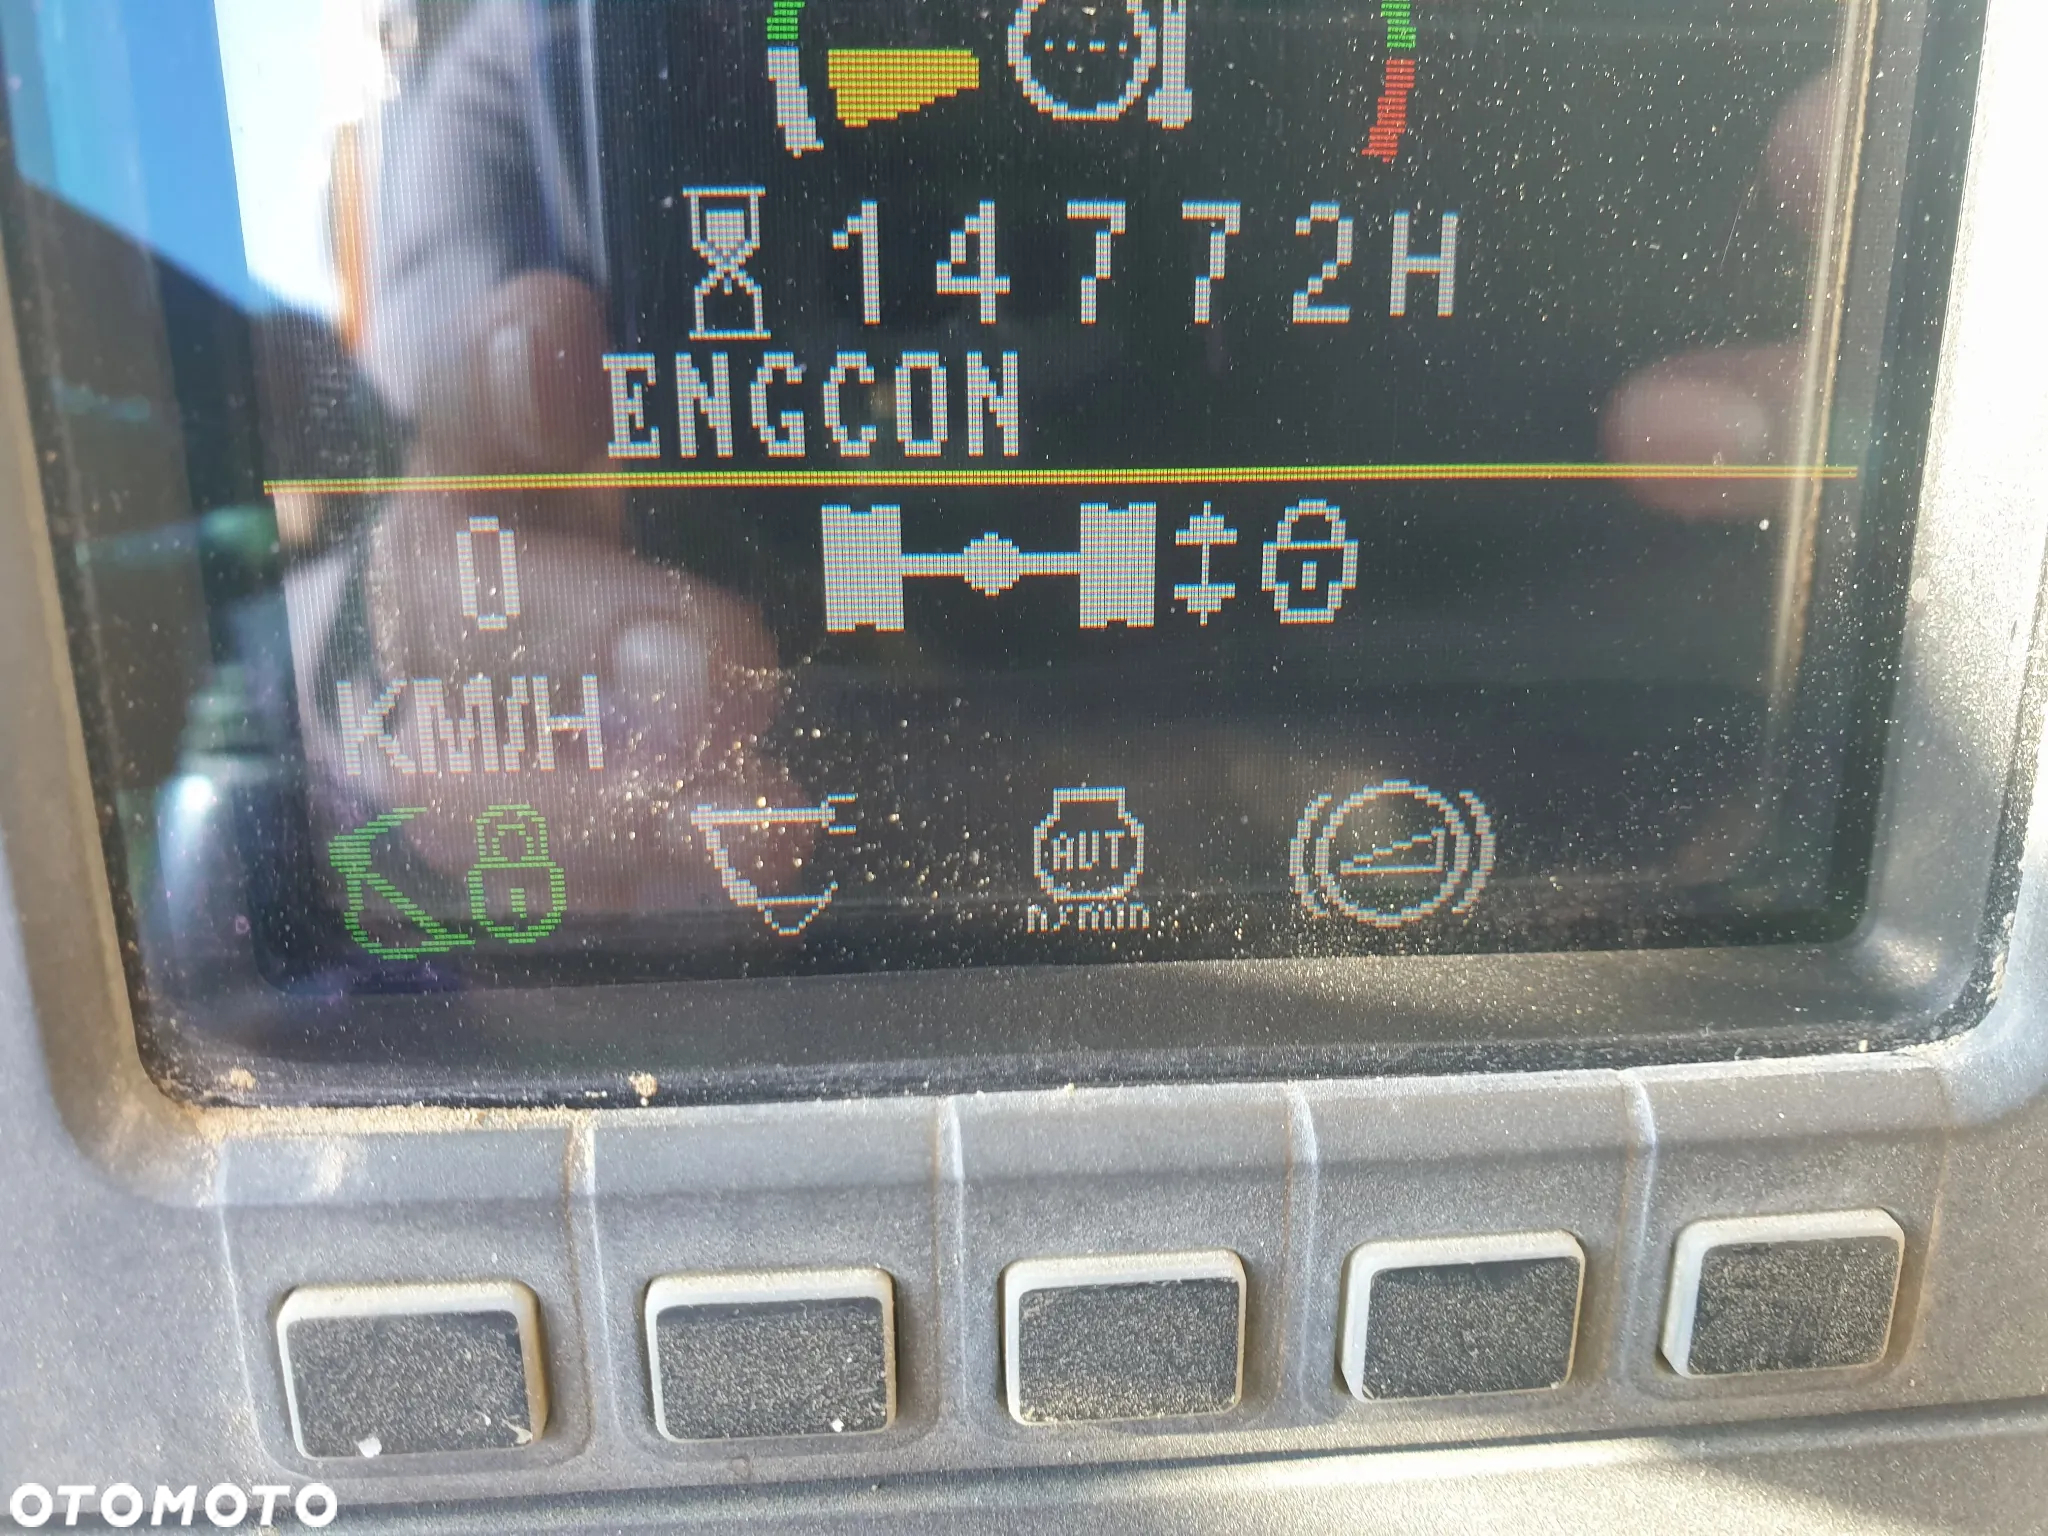 14772H
ENGCON
0
KM/H
AUT
n/min
OTOMOTO